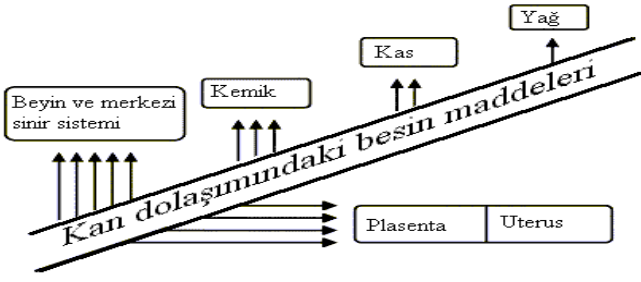 Yağ
Kas
Kemik
Beyin ve merkezi
sinir sistemi
Kan dolaşımındaki besin maddeleri
Plasenta
Uterus